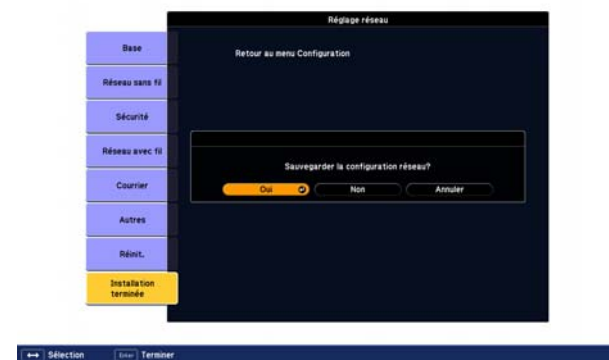 Réglage réseau
Base
Retour au menu Configuration
Réseau sans fil
Sécurité
Réseau avec fil
Sauvegarder la configuration réseau?
Oui Non Annuler
Courrier
Autres
Réinit.
Installation
terminée
Sélection Enter Terminer